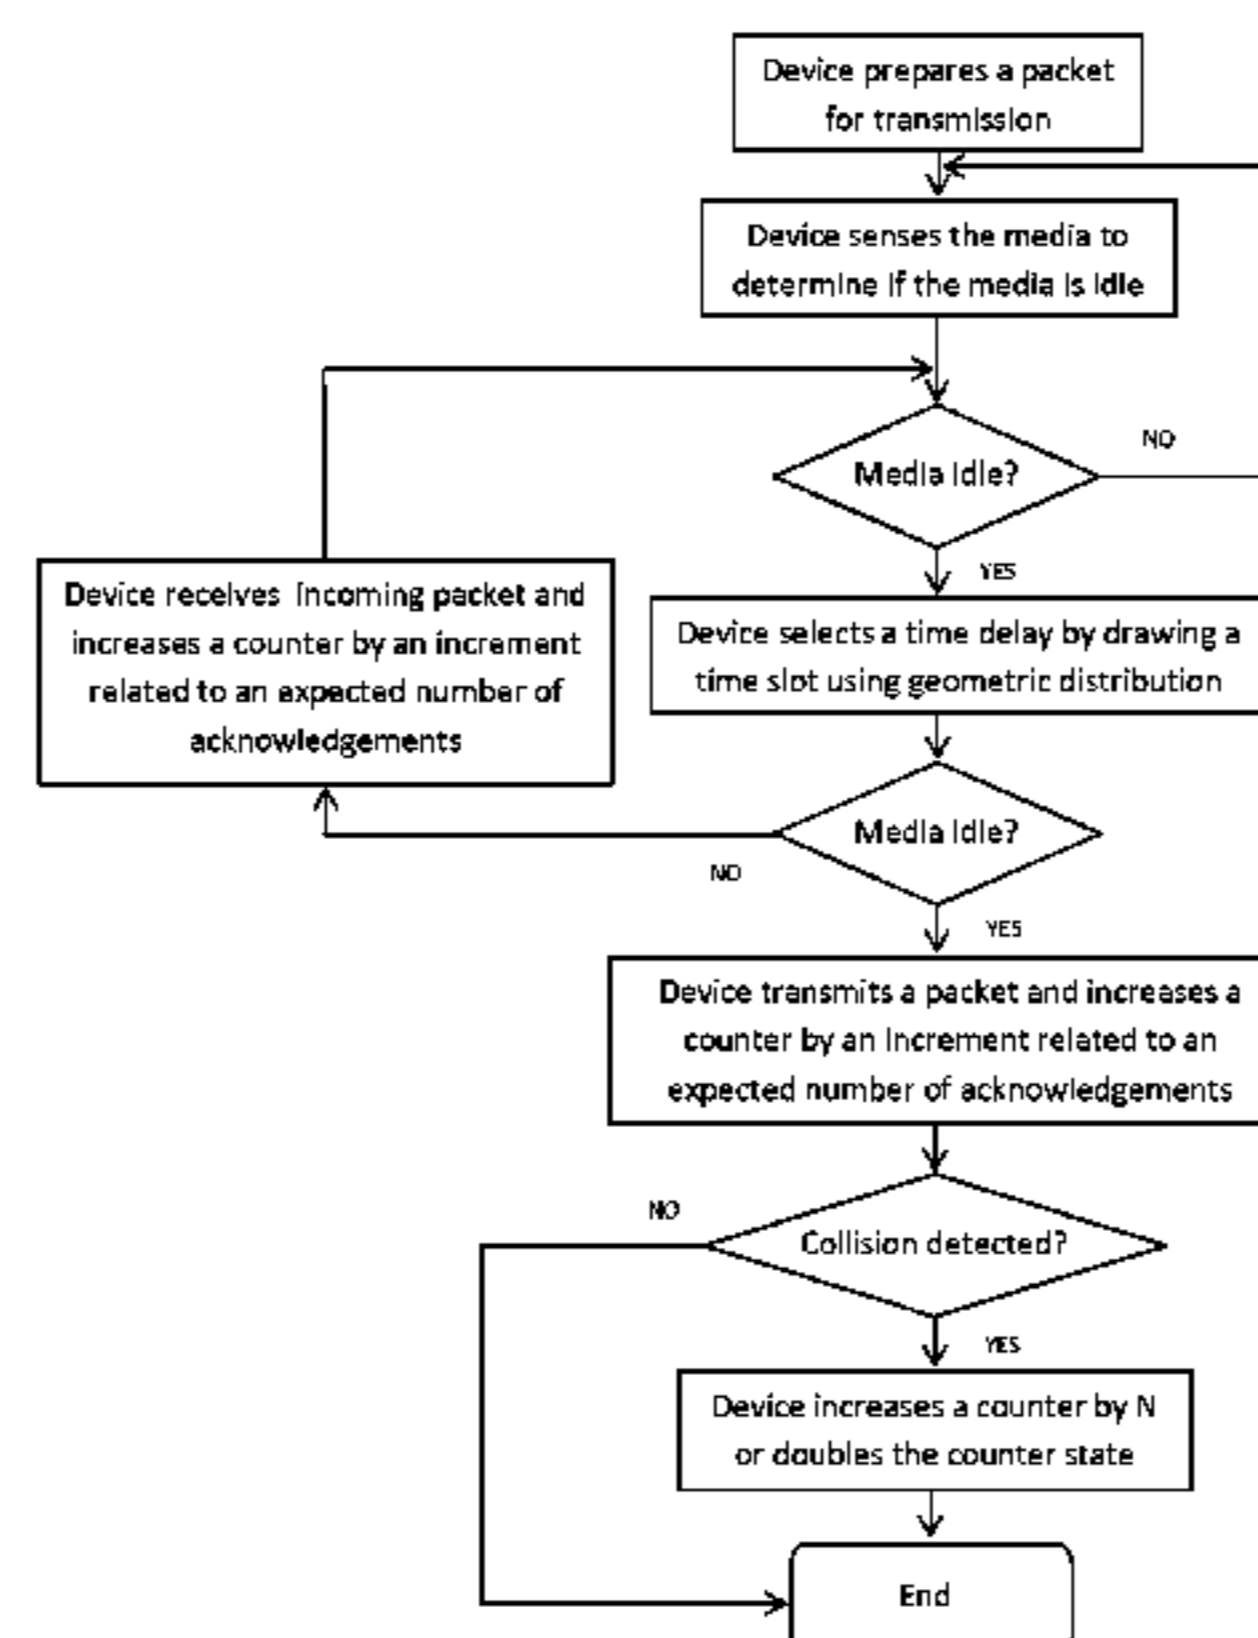 Device prepares a packet
for transmission
Device senses the media to
determine if the media is idle
Media Idle?
NO
YES
Device receives incoming packet and
increases a counter by an increment
related to an expected number of
acknowledgements
Device selects a time delay by drawing a
time slot using geometric distribution
Media Idle?
NO
YES
Device transmits a packet and increases a
counter by an increment related to an
expected number of acknowledgements
NO
Collision detected?
YES
Device increases a counter by N
or doubles the counter state
End